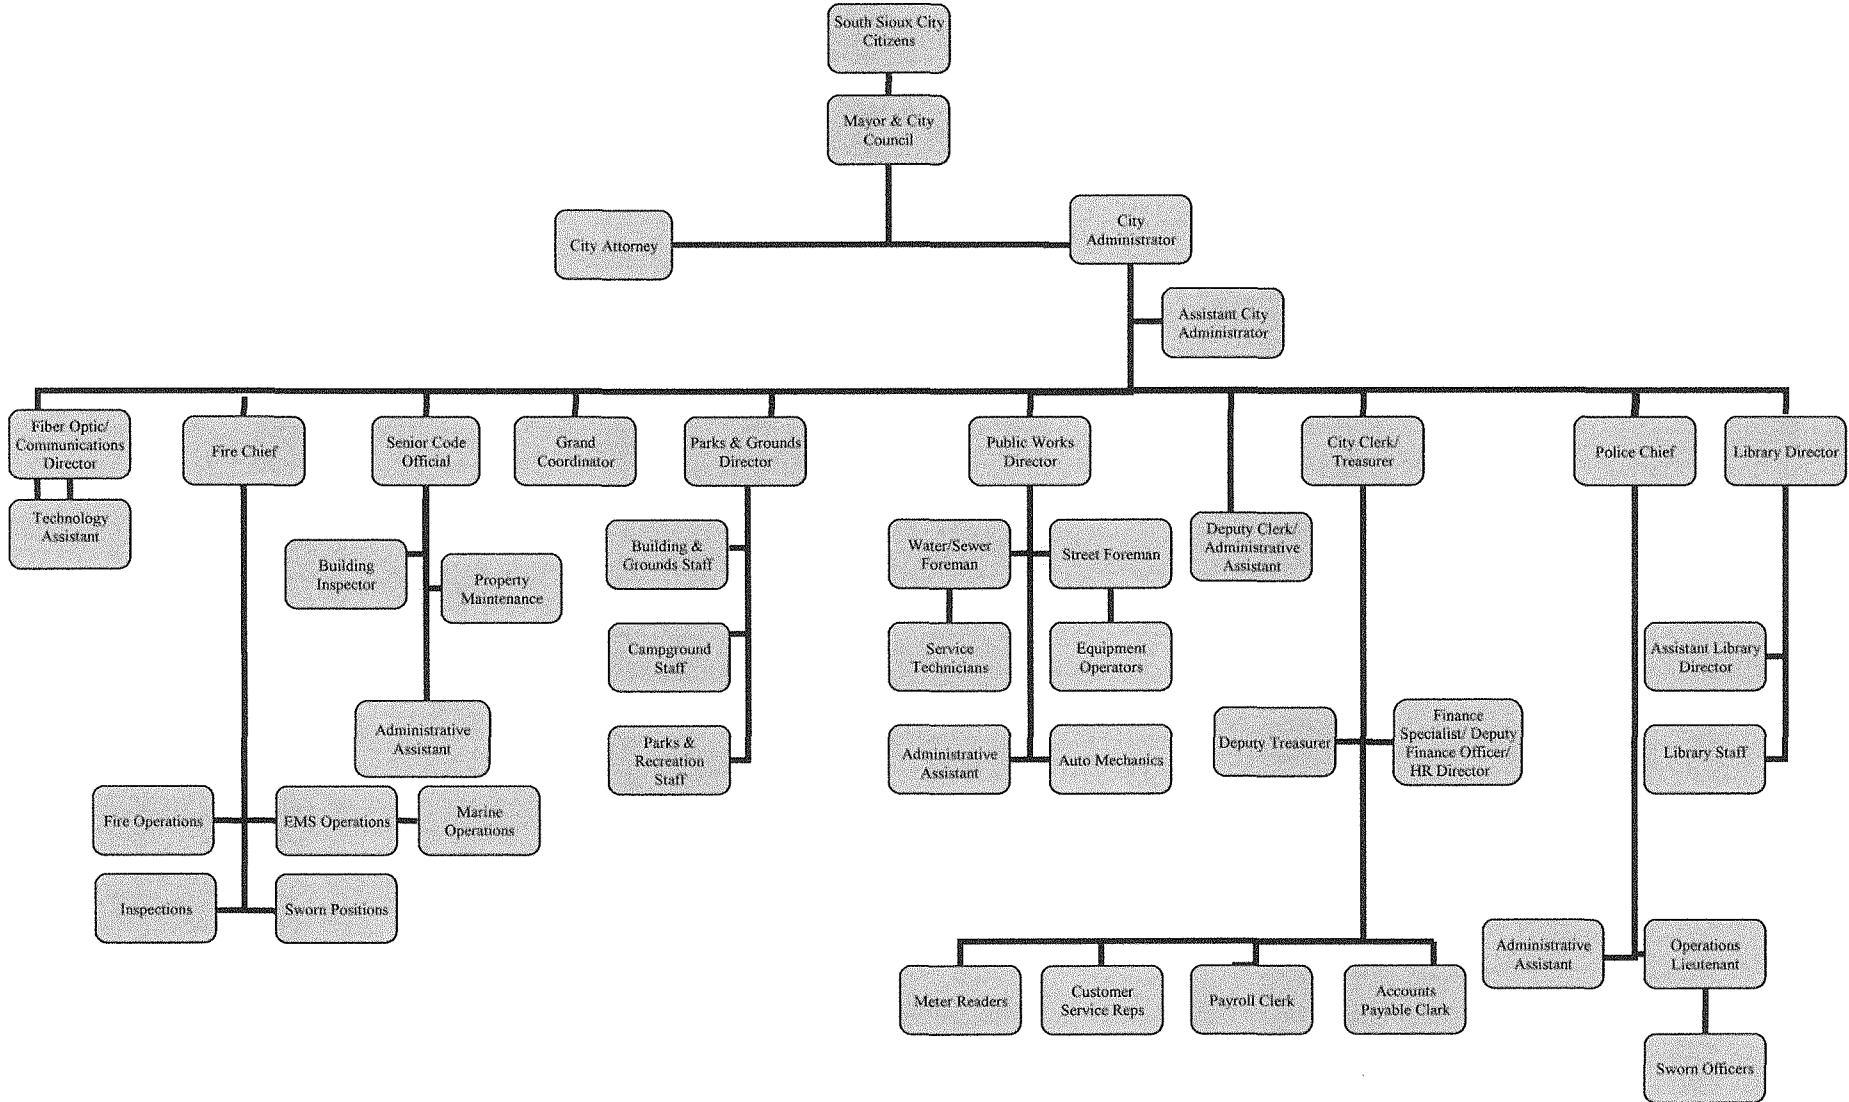 South Sioux City
Citizens
Mayor & City
Council
City Attorney
City
Administrator
Assistant City
Administrator
Fiber Optic/
Communications
Director
Fire Chief
Senior Code
Official
Grand
Coordinator
Parks & Grounds
Director
Public Works
Director
City Clerk/
Treasurer
Police Chief
Library Director
Technology
Assistant
Building
Inspector
Property
Maintenance
Building &
Grounds Staff
Water/Sewer
Foreman
Street Foreman
Deputy Clerk/
Administrative
Assistant
Campground
Staff
Service
Technicians
Equipment
Operators
Assistant Library
Director
Administrative
Assistant
Parks &
Recreation
Staff
Administrative
Assistant
Auto Mechanics
Deputy Treasurer
Finance
Specialist/ Deputy
Finance Officer/
HR Director
Library Staff
Fire Operations
EMS Operations
Marine
Operations
Inspections
Sworn Positions
Administrative
Assistant
Operations
Lieutenant
Meter Readers
Customer
Service Reps
Payroll Clerk
Accounts
Payable Clark
Sworn Officers